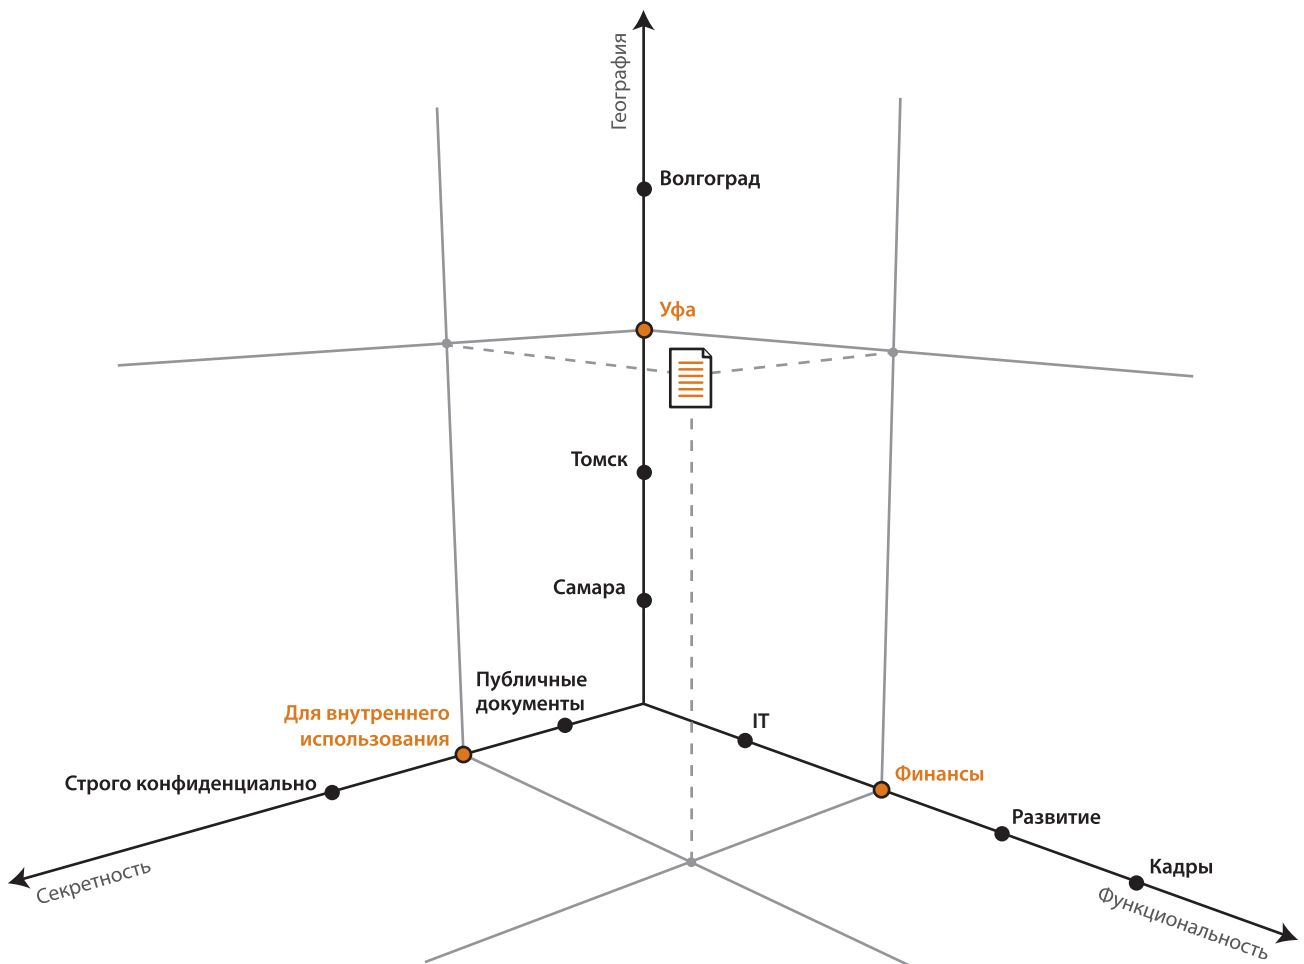 География
Волгоград
Уфа
Томск
Самара
Публичные
документы
Для внутреннего
использования
Строго конфиденциально
Секретность
IT
Финансы
Развитие
Кадры
Функциональность